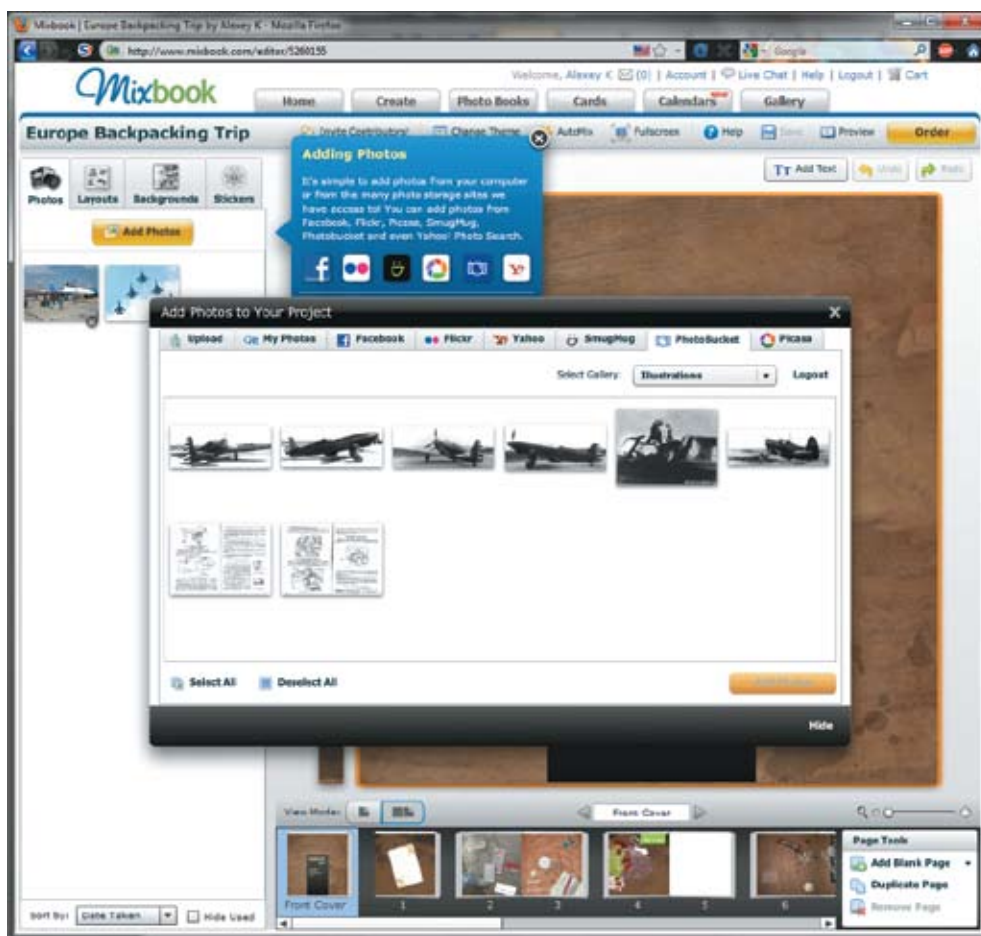 Mixbook | Europe Backpacking Trip by Alexey K - Mozilla Firefox
http://www.mixbook.com/editor/5260155
Google
Mixbook
Welcome, Alexey K (0) | Account | Live Chat | Help | Logout | Cart
Home Create Photo Books Cards Calendars Gallery
Europe Backpacking Trip
Invite Contributors! Change Theme AutoMix Fullscreen Help Save Preview Order
Photos Layouts Backgrounds Stickers
Add Photos
TT Add Text Undo Redo
Adding Photos
It's simple to add photos from your computer
or from the many photo storage sites we
have access to! You can add photos from
Facebook, Flickr, Picasa, SmugMug,
Photobucket and even Yahoo! Photo Search.
Add Photos to Your Project
Upload My Photos Facebook Flickr Yahoo SmugMug PhotoBucket Picasa
Select Gallery: Illustrations Logout
Select All Deselect All
Hide
View Mode: Front Cover
Front Cover 1 2 3 4 5 6
Page Tools
Add Blank Page
Duplicate Page
Remove Page
Sort By: Date Taken Hide Used